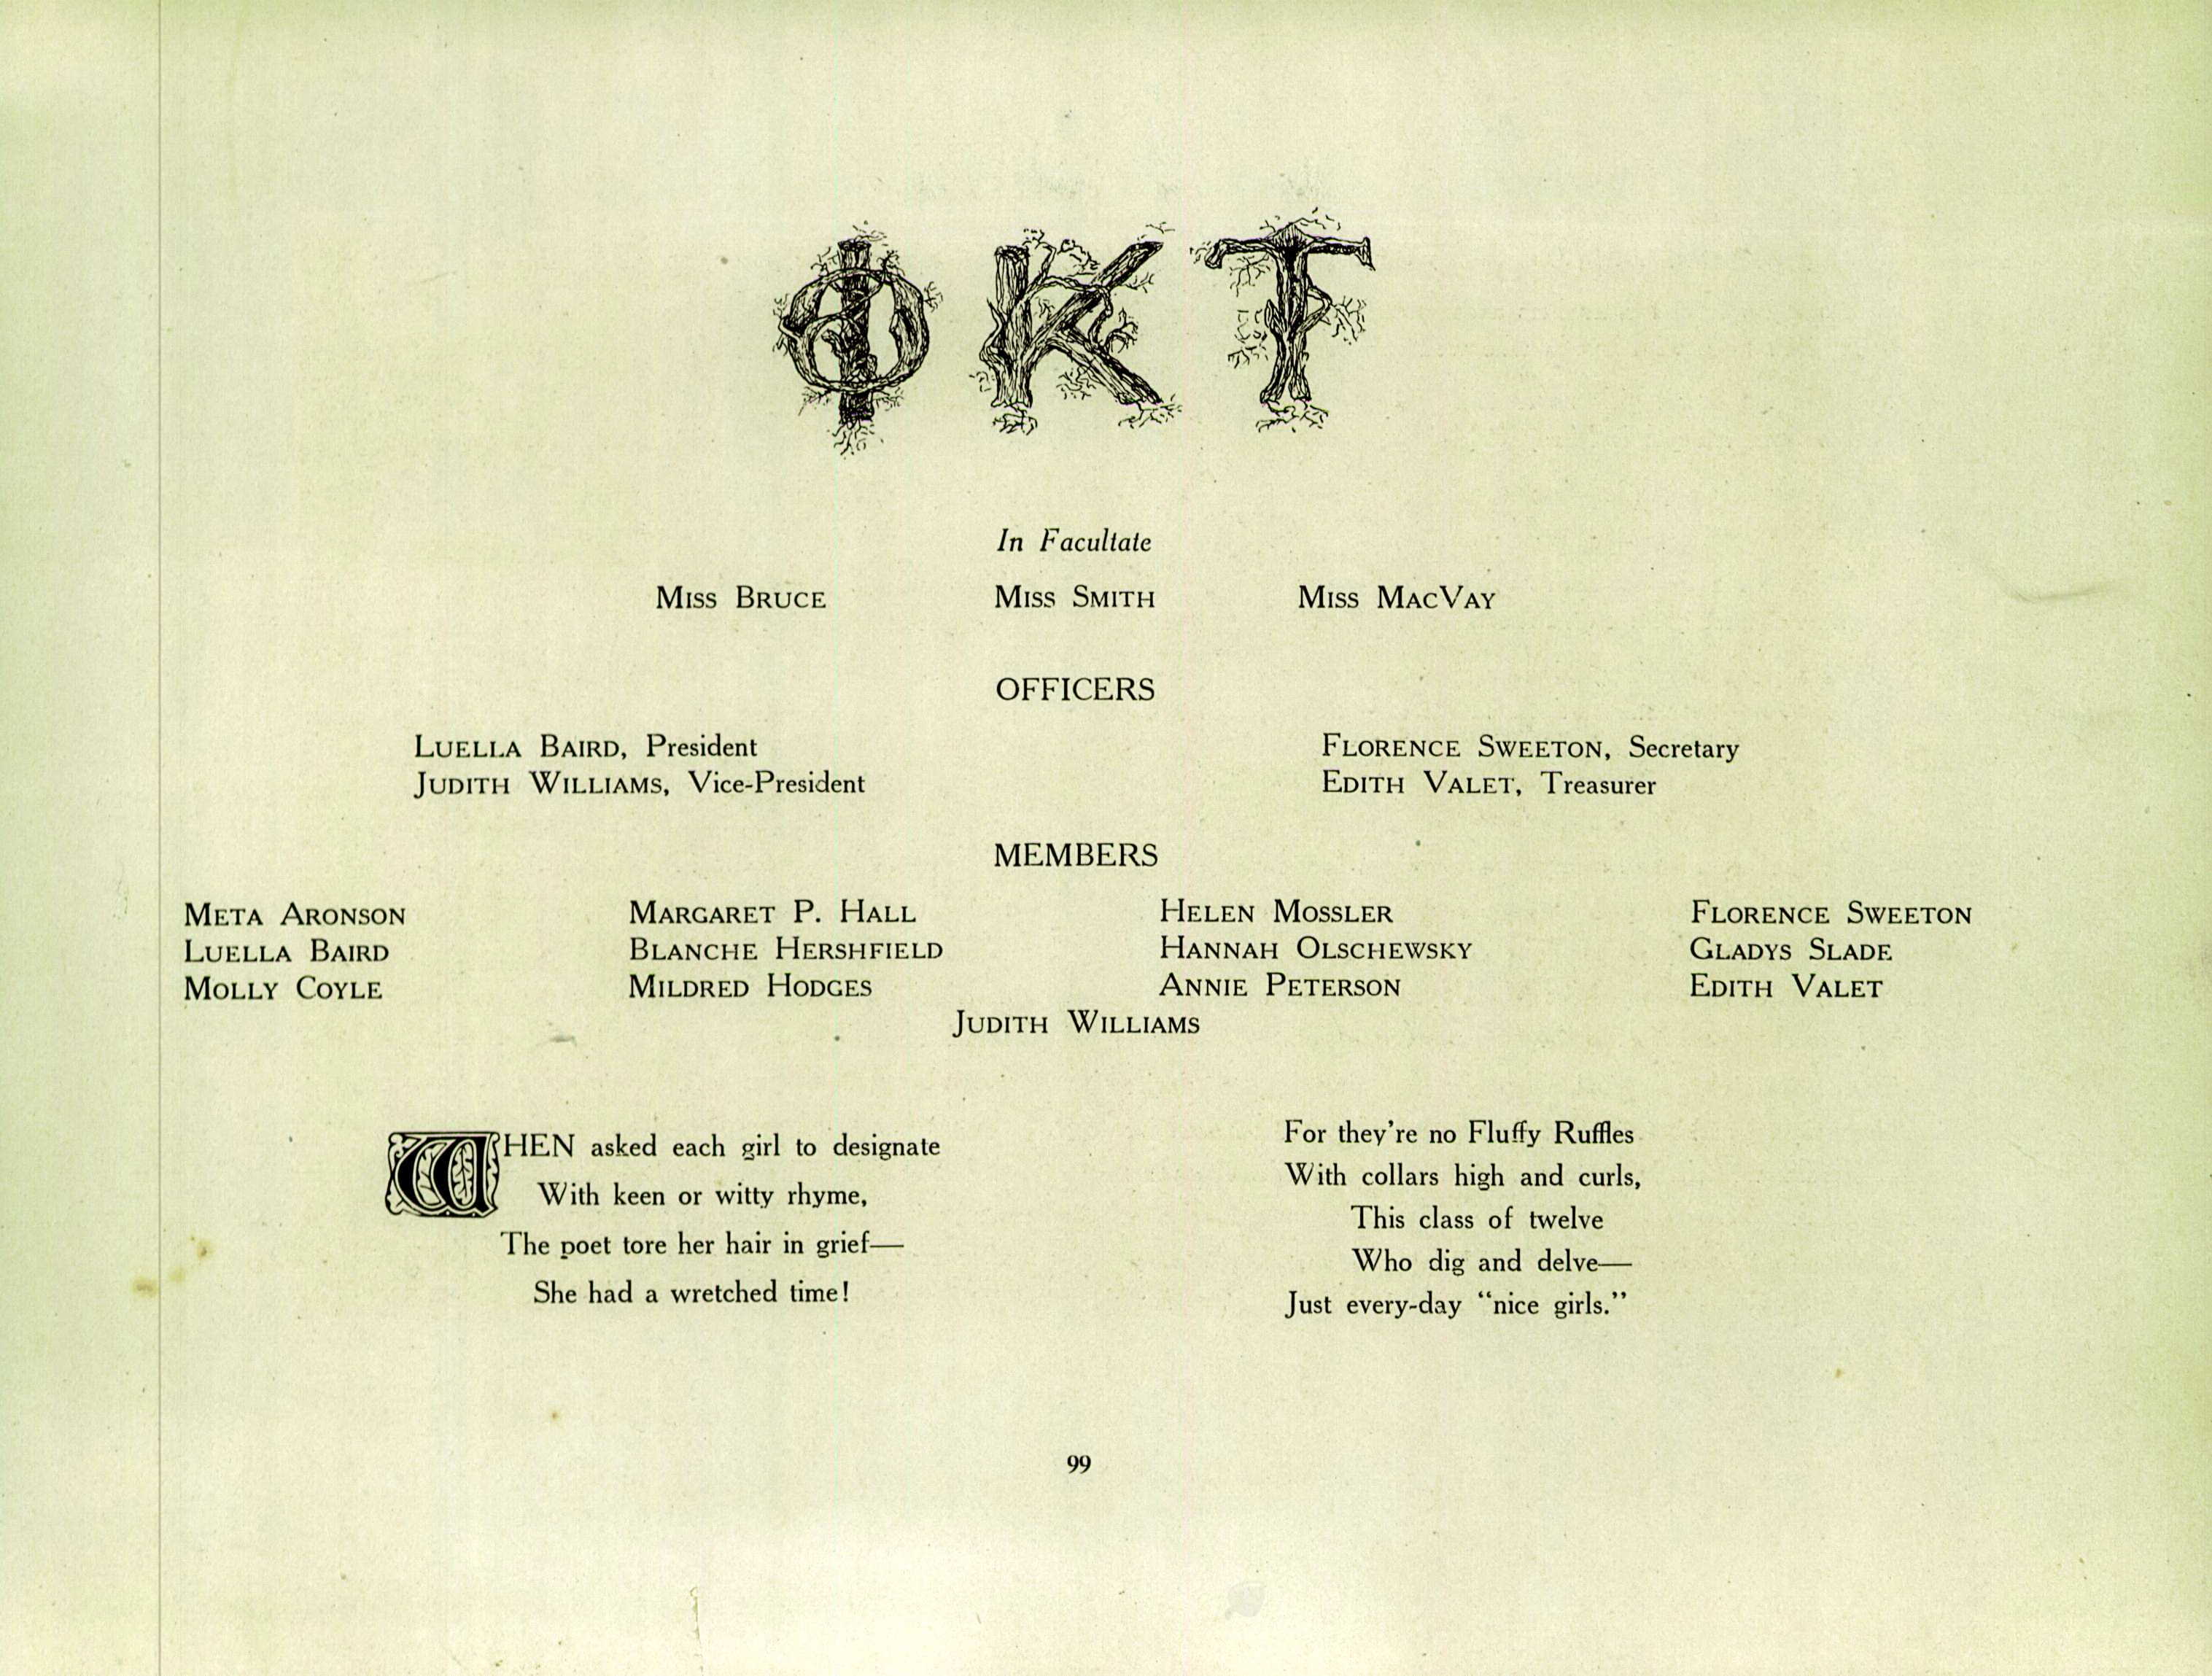 Φ K T
In Facultate
Miss Bruce Miss Smith Miss MacVay
OFFICERS
Luella Baird, President Florence Sweeton, Secretary
Judith Williams, Vice-President Edith Valet, Treasurer
MEMBERS
Meta Aronson Margaret P. Hall Helen Mossler Florence Sweeton
Luella Baird Blanche Hershfield Hannah Olschewsky Gladys Slade
Molly Coyle Mildred Hodges Annie Peterson Edith Valet
Judith Williams
WHEN asked each girl to designate
With keen or witty rhyme,
The poet tore her hair in grief—
She had a wretched time!
For they're no Fluffy Ruffles
With collars high and curls,
This class of twelve
Who dig and delve—
Just every-day "nice girls."
99